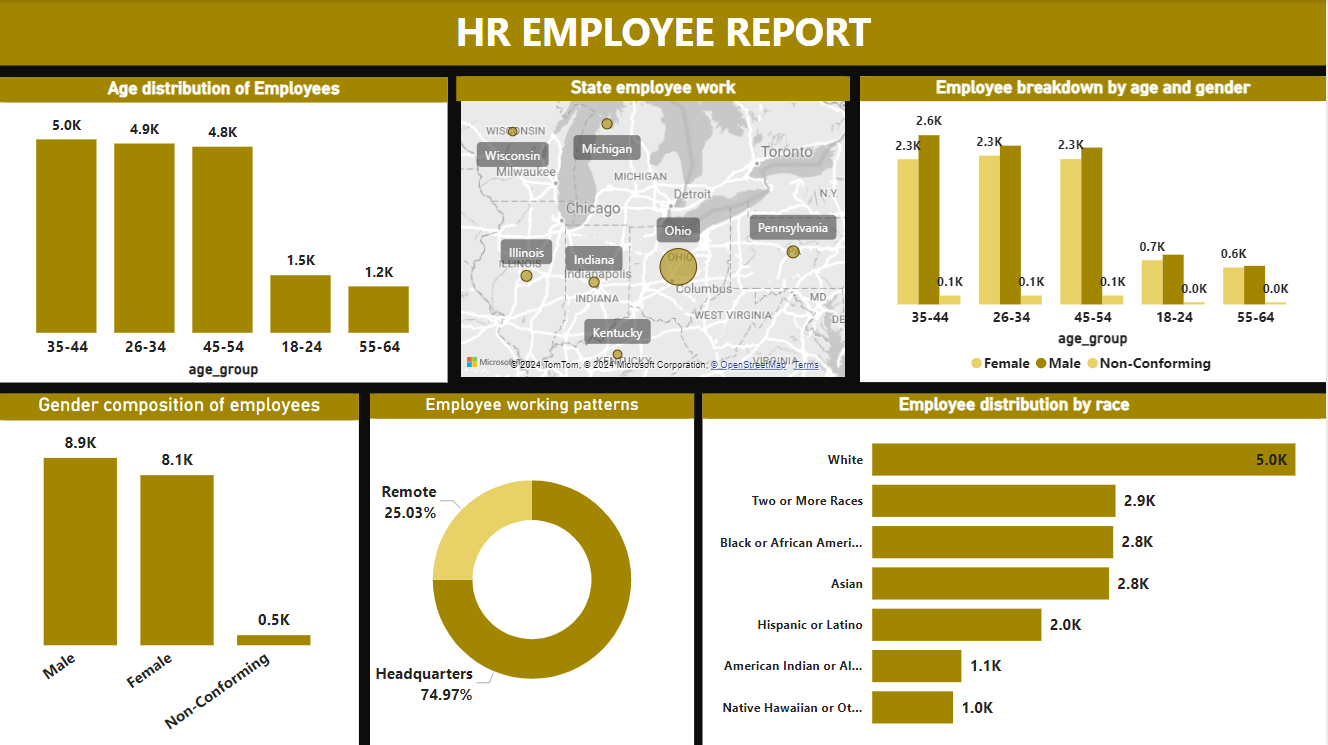 HR EMPLOYEE REPORT
Age distribution of Employees
5.0K
4.9K
4.8K
1.5K
1.2K
35-44
26-34
45-54
18-24
55-64
age_group
State employee work
WISCONSIN
Wisconsin
Michigan
Milwaukee
MICHIGAN
Toronto
Detroit
N.Y.
Chicago
Ohio
Pennsylvania
Illinois
ILLINOIS
Indiana
OHIO
PA
Indianapolis
INDIANA
Columbus
MD
WEST VIRGINIA
DE
Kentucky
KENTUCKY
VIRGINIA
Microsoft
© 2024 TomTom, © 2024 Microsoft Corporation, © OpenStreetMap Terms
Employee breakdown by age and gender
2.3K
2.6K
0.1K
2.3K
0.1K
2.3K
0.1K
0.7K
0.0K
0.6K
0.0K
35-44
26-34
45-54
18-24
55-64
age_group
Female Male Non-Conforming
Gender composition of employees
8.9K
8.1K
0.5K
Male
Female
Non-Conforming
Employee working patterns
Remote
25.03%
Headquarters
74.97%
Employee distribution by race
White 5.0K
Two or More Races 2.9K
Black or African Ameri... 2.8K
Asian 2.8K
Hispanic or Latino 2.0K
American Indian or Al... 1.1K
Native Hawaiian or Ot... 1.0K